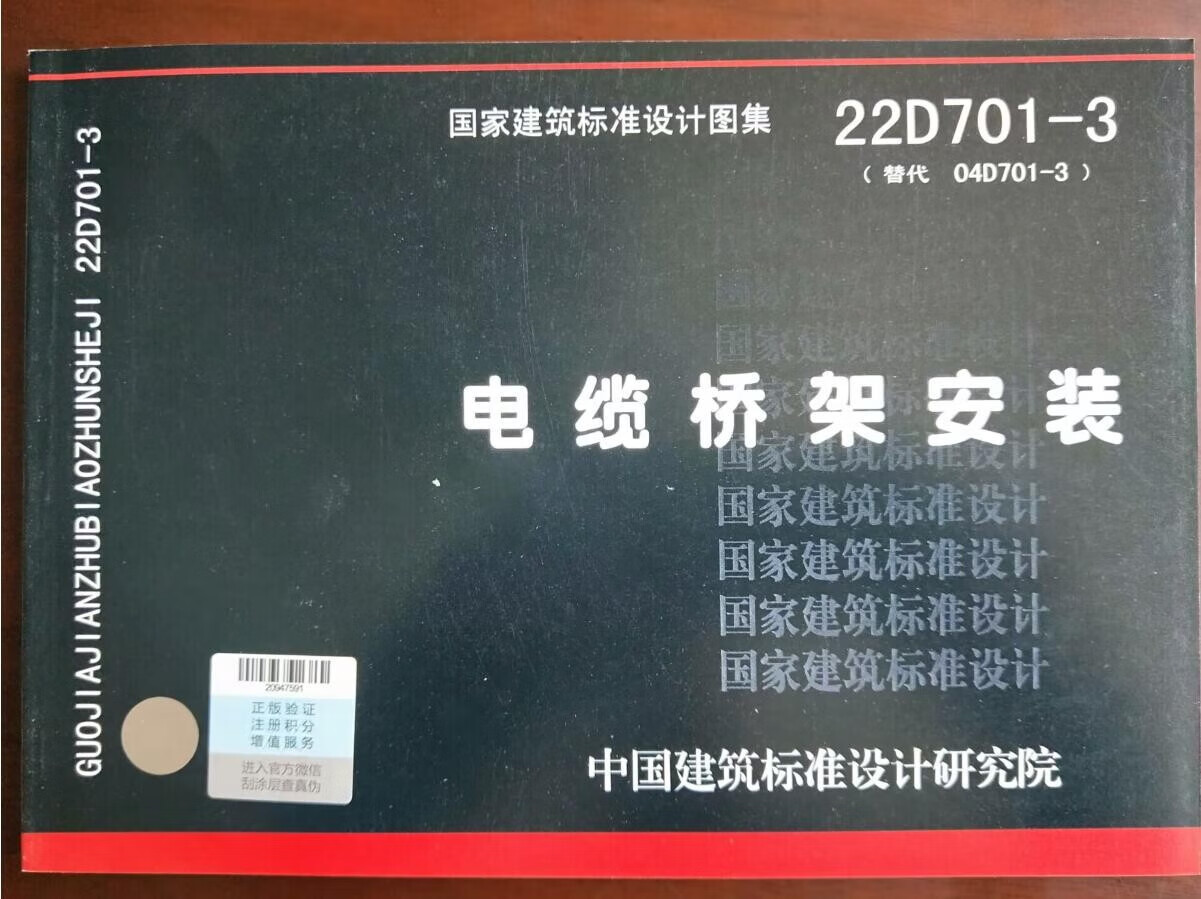 国家建筑标准设计图集
22D701-3
（替代 04D701-3）
GUOJIAJIANZHUBIAOZHUNSHEJI 22D701-3
国家建筑标准设计
国家建筑标准设计
电缆桥架安装
国家建筑标准设计
国家建筑标准设计
国家建筑标准设计
国家建筑标准设计
国家建筑标准设计
20947591
正版验证
注册积分
增值服务
进入官方微信
刮涂层查真伪
中国建筑标准设计研究院